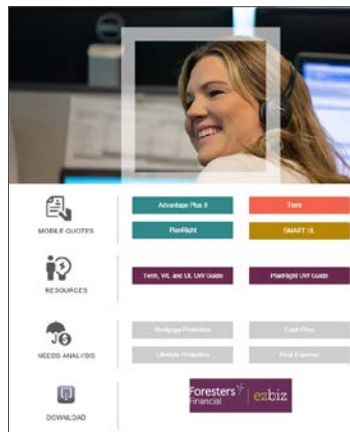 Advantage Plus II
Term
MOBILE QUOTES
PlanRight
SMART UL
Term, WL and UL UW Guide
PlanRight UW Guide
RESOURCES
Mortgage Protection
Cash Flow
NEEDS ANALYSIS
Lifestyle Protection
Final Expense
Foresters
Financial
ezbiz
DOWNLOAD